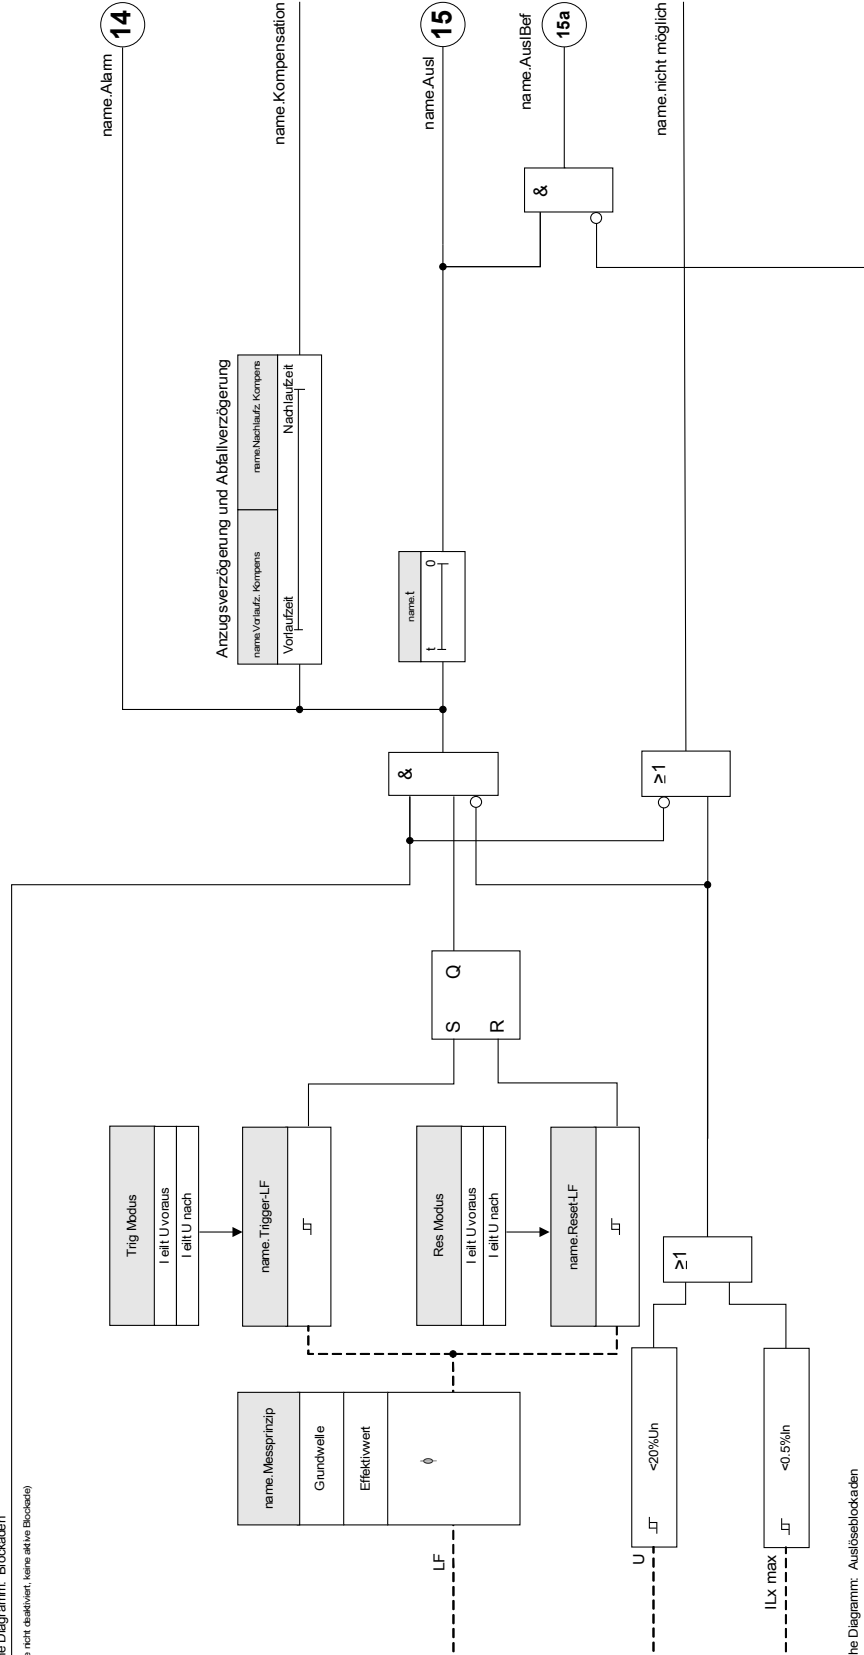 14
name.Alarm
name.Kompensation
15
name.Ausl
15a
name.AuslBef
name.nicht möglich
&
Anzugsverzögerung und Abfallverzögerung
name.Vorlaufz. Kompens
name.Nachlaufz. Kompens
Vorlaufzeit
Nachlaufzeit
name.t
t
0
&
≥1
S
Q
R
Trig Modus
I eilt U voraus
I eilt U nach
name.Trigger-LF
Res Modus
I eilt U voraus
I eilt U nach
name.Reset-LF
≥1
name.Messprinzip
Grundwelle
Effektivwert
φ
LF
U
<20%Un
ILx max
<0.5%In
he Diagramm: Blockaden
e nicht deaktiviert, keine aktive Blockade)
he Diagramm: Auslöseblockaden